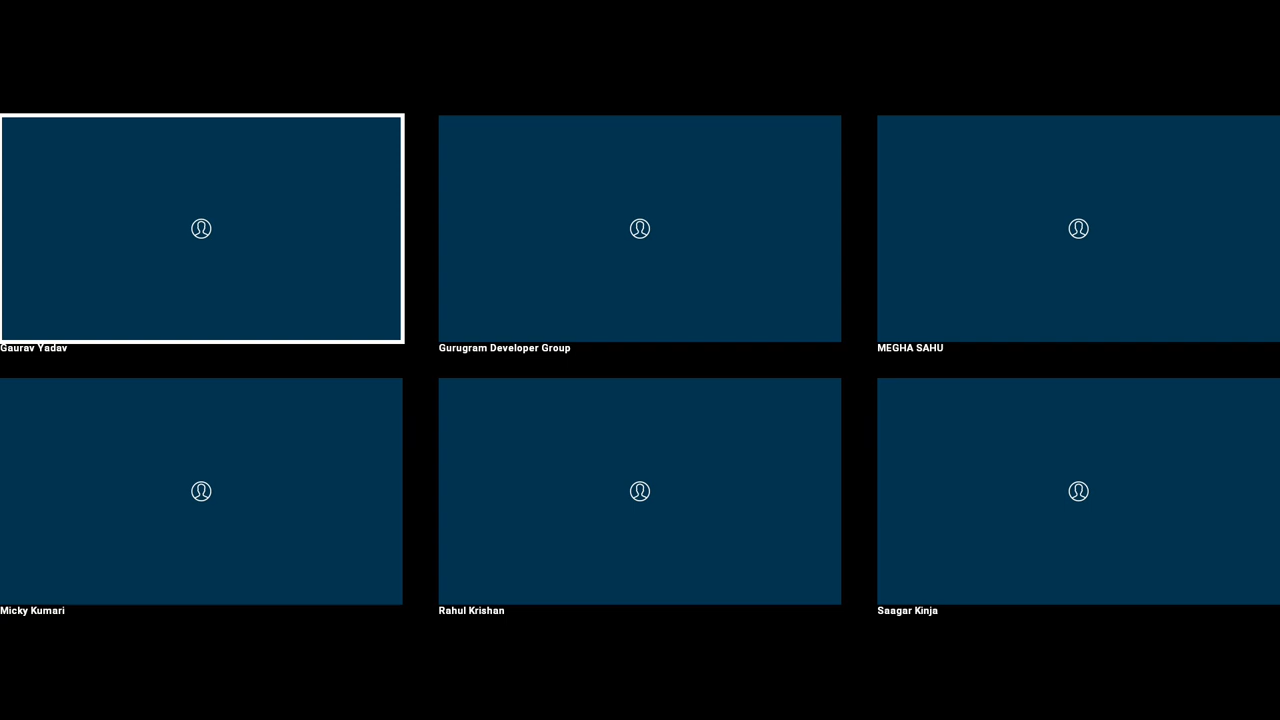 Gaurav Yadav
Gurugram Developer Group
MEGHA SAHU
Micky Kumari
Rahul Krishan
Saagar Kinja